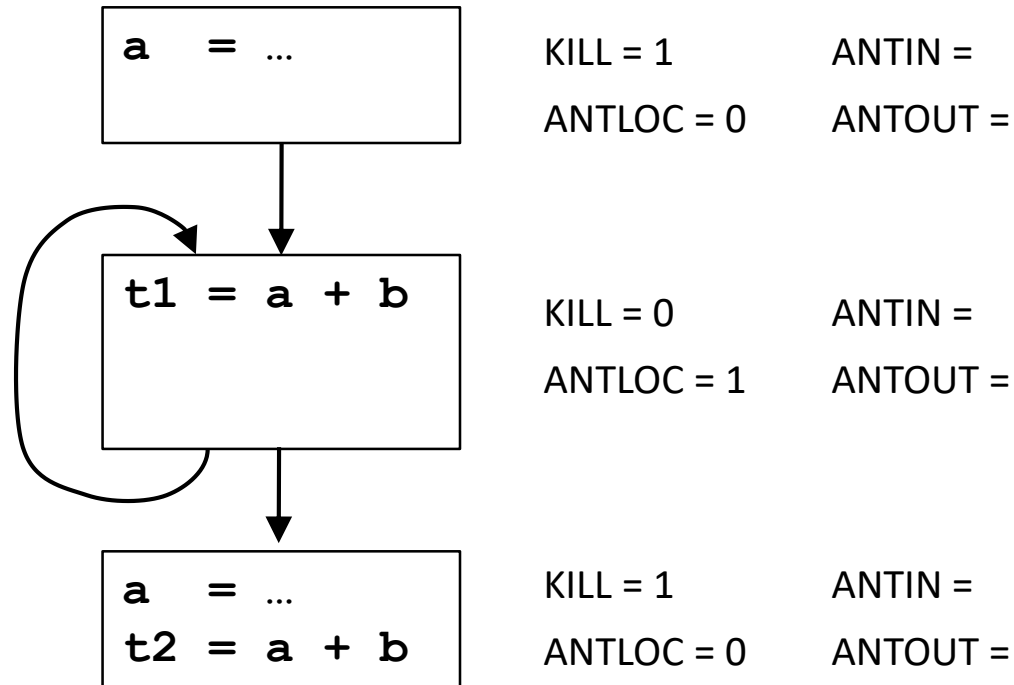 a = …
KILL = 1 ANTIN =
ANTLOC = 0 ANTOUT =
t1 = a + b
KILL = 0 ANTIN =
ANTLOC = 1 ANTOUT =
a = …
KILL = 1 ANTIN =
t2 = a + b
ANTLOC = 0 ANTOUT =